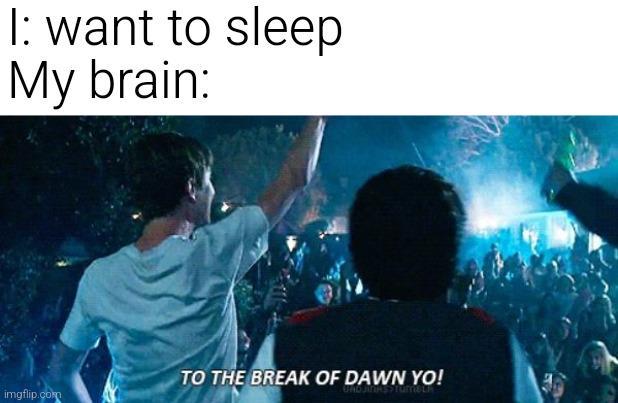 I: want to sleep
My brain:
TO THE BREAK OF DAWN YO!
imgflip.com